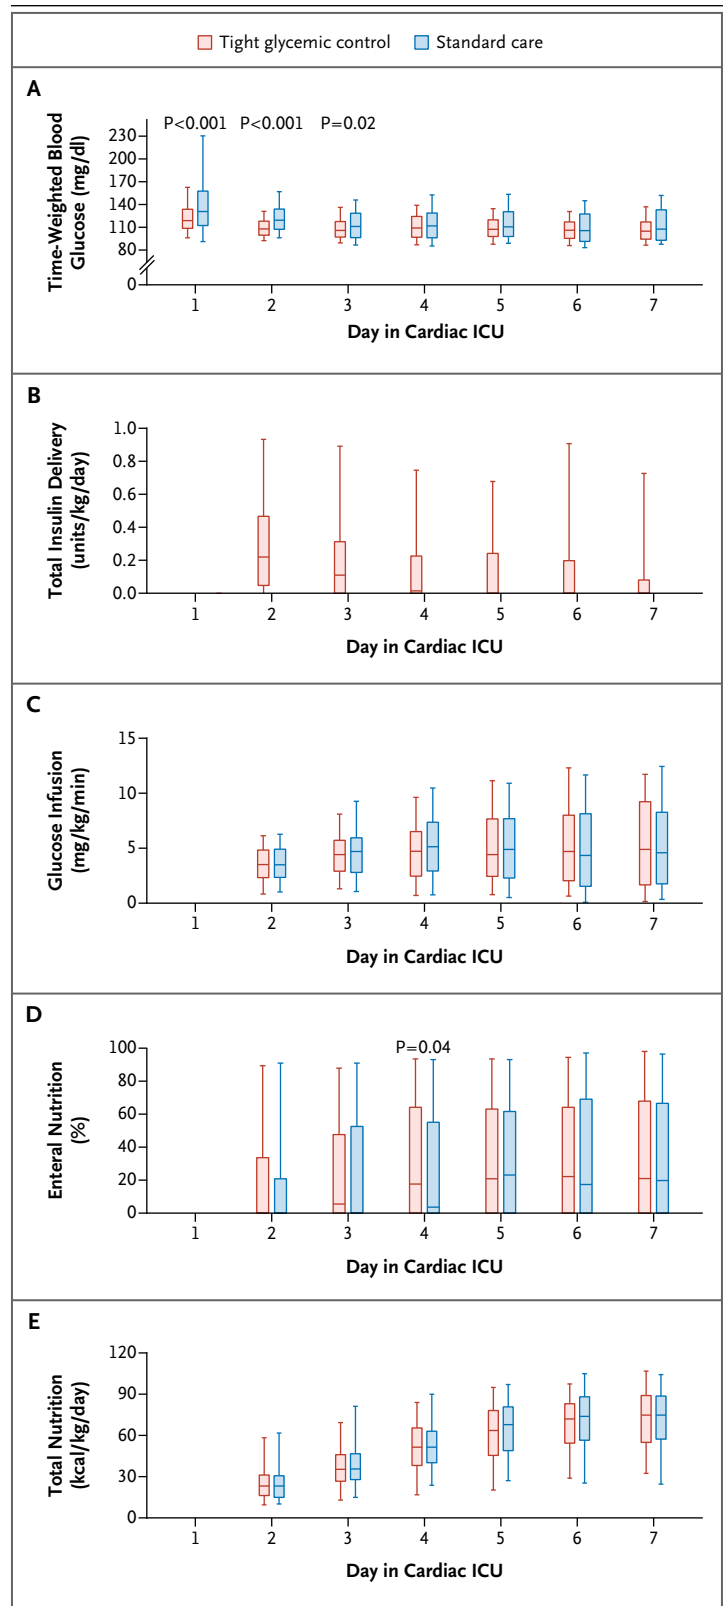 Tight glycemic control Standard care
A
Time-Weighted Blood
Glucose (mg/dl)
P<0.001 P<0.001 P=0.02
230
200
170
140
110
80
0
1 2 3 4 5 6 7
Day in Cardiac ICU
B
Total Insulin Delivery
(units/kg/day)
1.0
0.8
0.6
0.4
0.2
0.0
1 2 3 4 5 6 7
Day in Cardiac ICU
C
Glucose Infusion
(mg/kg/min)
15
10
5
0
1 2 3 4 5 6 7
Day in Cardiac ICU
D
Enteral Nutrition
(%)
P=0.04
100
80
60
40
20
0
1 2 3 4 5 6 7
Day in Cardiac ICU
E
Total Nutrition
(kcal/kg/day)
120
90
60
30
0
1 2 3 4 5 6 7
Day in Cardiac ICU